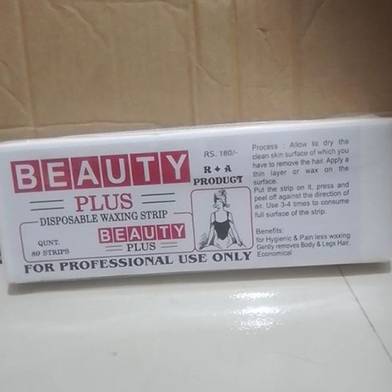 BEAUTY
PLUS
DISPOSABLE WAXING STRIP
QUNT.
80 STRIPS
BEAUTY
PLUS
FOR PROFESSIONAL USE ONLY
RS. 180/-
R + A
PRODUCT
Process : Allow to dry the
clean skin surface of which you
have to remove the hair. Apply a
thin layer or wax on the
surface.
Put the strip on it, press and
peel off against the direction of
air. Use 3-4 times to consume
full surface of the strip.
Benefits:
for Hygienic & Pain less waxing
Gently removes Body & Legs Hair.
Economical